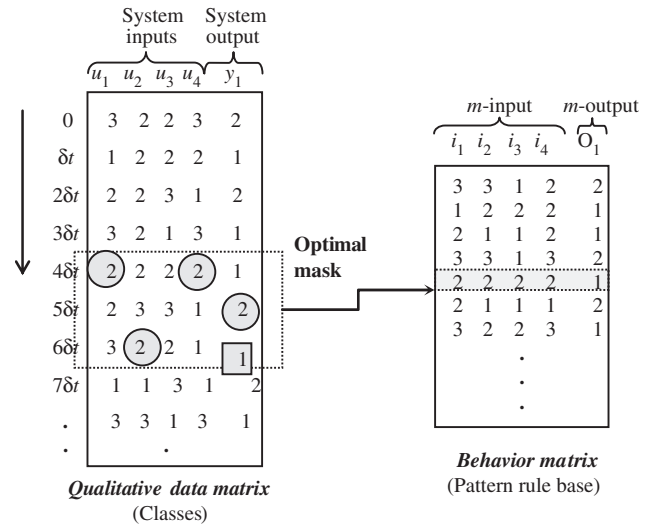 System inputs
System output
u1 u2 u3 u4 y1
0 3 2 2 3 2
δt 1 2 2 2 1
2δt 2 2 3 1 2
3δt 3 2 1 3 1
4δt 2 2 2 2 1
5δt 2 3 3 1 2
6δt 3 2 2 1 1
7δt 1 1 3 1 2
. 3 3 1 3 1
. .
Qualitative data matrix
(Classes)
Optimal
mask
m-input m-output
i1 i2 i3 i4 O1
3 3 1 2 2
1 2 2 2 1
2 1 1 2 1
3 3 1 3 2
2 2 2 2 1
2 1 1 1 2
3 2 2 3 1
.
.
.
Behavior matrix
(Pattern rule base)